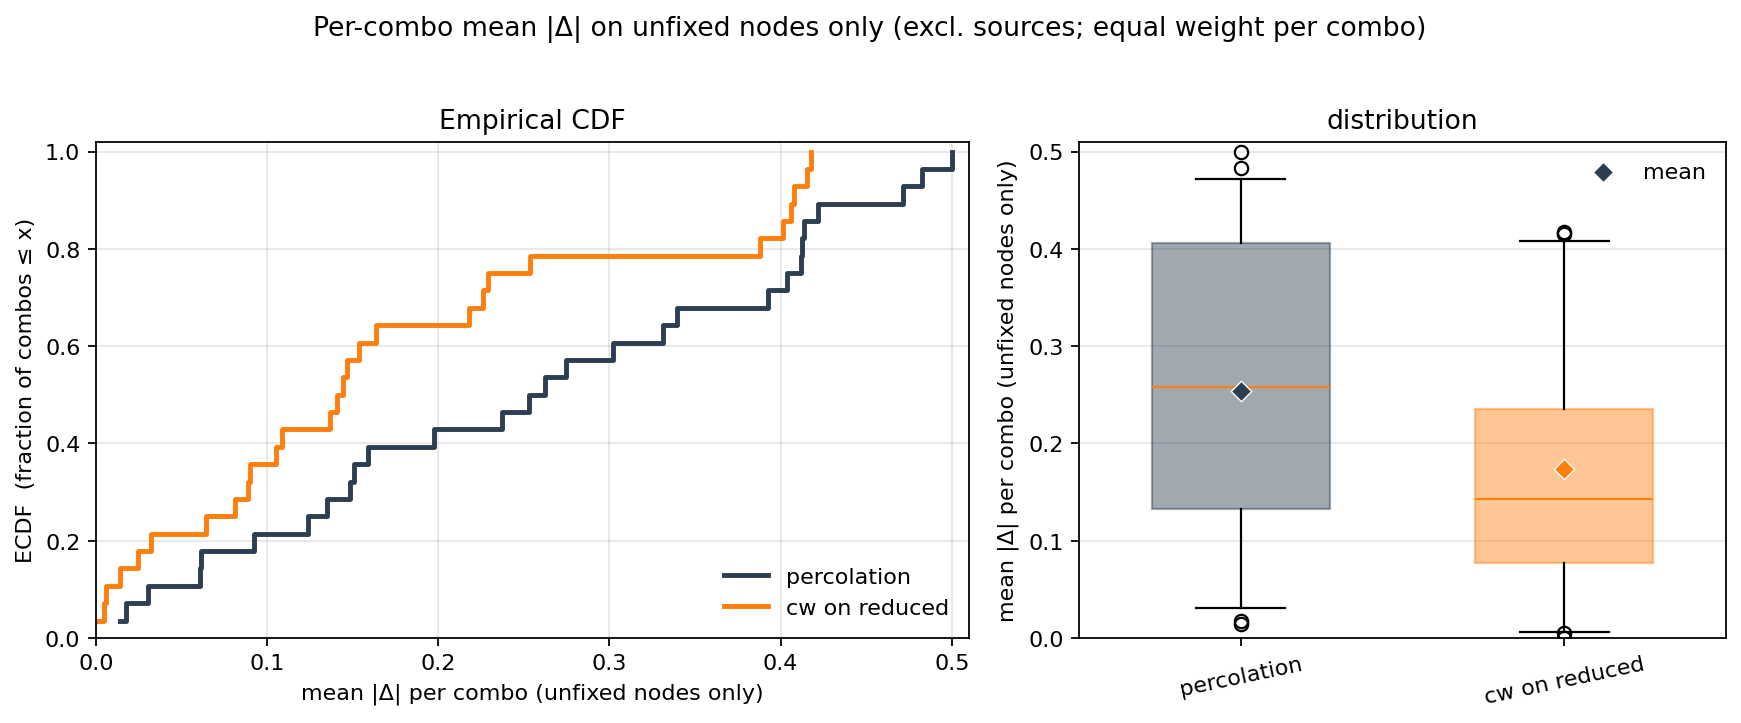 Per-combo mean |Δ| on unfixed nodes only (excl. sources; equal weight per combo)
Empirical CDF
ECDF  (fraction of combos ≤ x)
1.0
0.8
0.6
0.4
0.2
0.0
0.0 0.1 0.2 0.3 0.4 0.5
mean |Δ| per combo (unfixed nodes only)
percolation
cw on reduced
distribution
mean |Δ| per combo (unfixed nodes only)
0.5
0.4
0.3
0.2
0.1
0.0
mean
percolation
cw on reduced